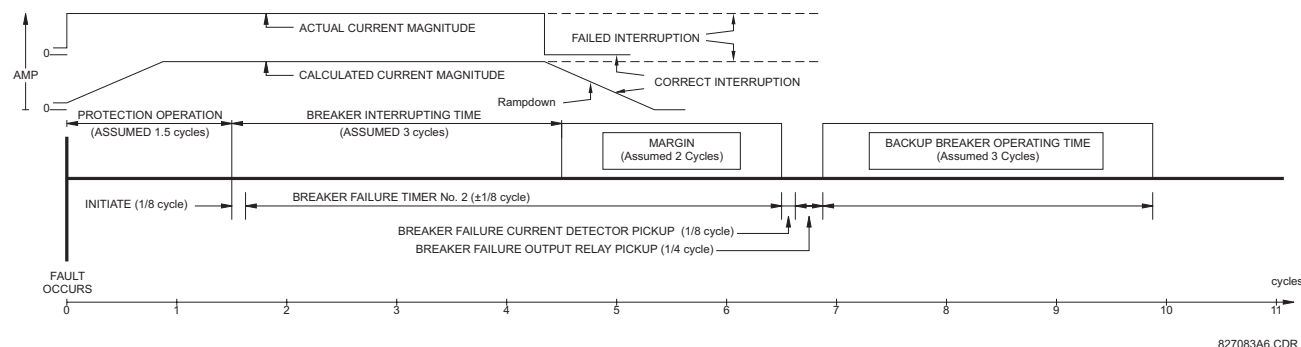 ACTUAL CURRENT MAGNITUDE
FAILED INTERRUPTION
0
AMP
CALCULATED CURRENT MAGNITUDE
CORRECT INTERRUPTION
0
Rampdown
PROTECTION OPERATION
(ASSUMED 1.5 cycles)
BREAKER INTERRUPTING TIME
(ASSUMED 3 cycles)
MARGIN
(Assumed 2 Cycles)
BACKUP BREAKER OPERATING TIME
(Assumed 3 Cycles)
INITIATE (1/8 cycle)
BREAKER FAILURE TIMER No. 2 (±1/8 cycle)
BREAKER FAILURE CURRENT DETECTOR PICKUP (1/8 cycle)
BREAKER FAILURE OUTPUT RELAY PICKUP (1/4 cycle)
FAULT
OCCURS
cycles
0 1 2 3 4 5 6 7 8 9 10 11
827083A6.CDR